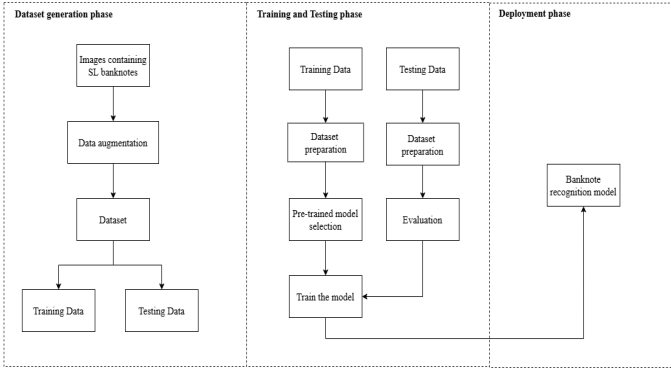 Dataset generation phase
Images containing
SL banknotes
Data augmentation
Dataset
Training Data
Testing Data
Training and Testing phase
Training Data
Testing Data
Dataset
preparation
Dataset
preparation
Pre-trained model
selection
Evaluation
Train the model
Deployment phase
Banknote
recognition model